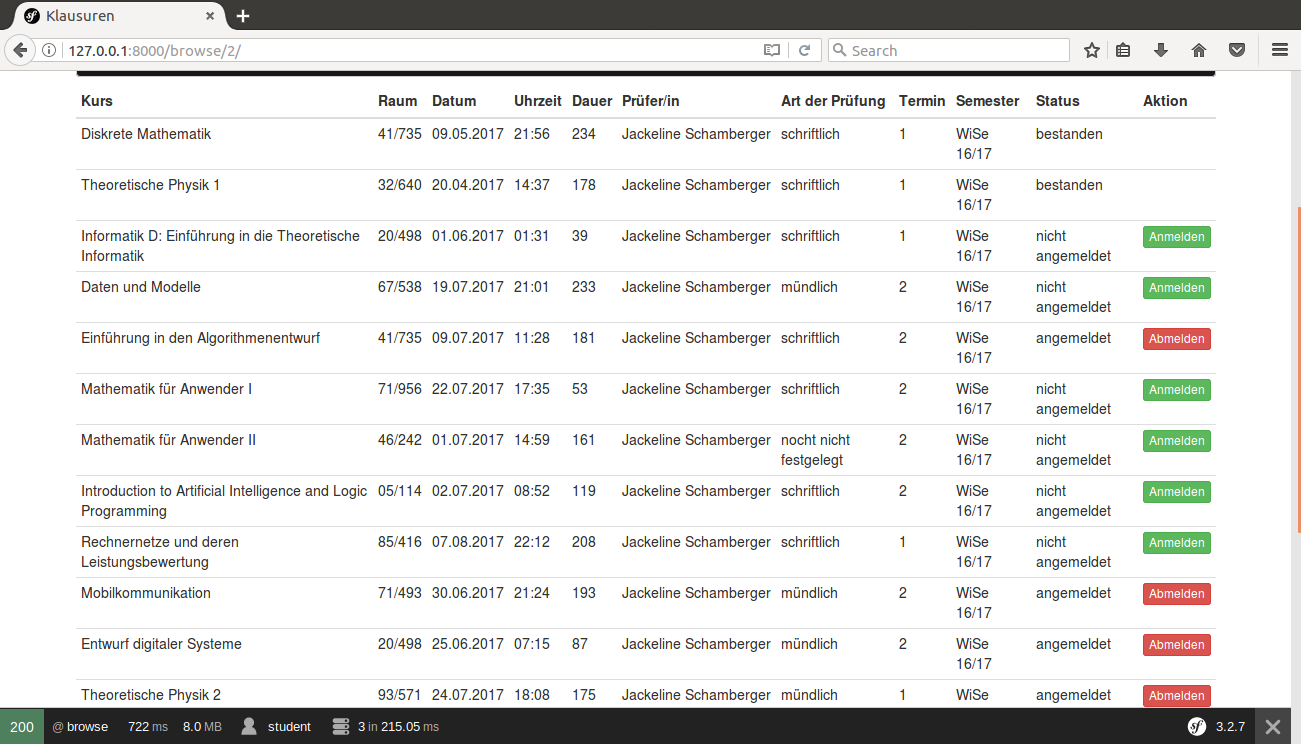 Klausuren
127.0.0.1:8000/browse/2/
Search
Kurs Raum Datum Uhrzeit Dauer Prüfer/in Art der Prüfung Termin Semester Status Aktion
Diskrete Mathematik 41/735 09.05.2017 21:56 234 Jackeline Schamberger schriftlich 1 WiSe bestanden
16/17
Theoretische Physik 1 32/640 20.04.2017 14:37 178 Jackeline Schamberger schriftlich 1 WiSe bestanden
16/17
Informatik D: Einführung in die Theoretische 20/498 01.06.2017 01:31 39 Jackeline Schamberger schriftlich 1 WiSe nicht Anmelden
Informatik 16/17 angemeldet
Daten und Modelle 67/538 19.07.2017 21:01 233 Jackeline Schamberger mündlich 2 WiSe nicht Anmelden
16/17 angemeldet
Einführung in den Algorithmenentwurf 41/735 09.07.2017 11:28 181 Jackeline Schamberger schriftlich 2 WiSe angemeldet Abmelden
16/17
Mathematik für Anwender I 71/956 22.07.2017 17:35 53 Jackeline Schamberger schriftlich 2 WiSe nicht Anmelden
16/17 angemeldet
Mathematik für Anwender II 46/242 01.07.2017 14:59 161 Jackeline Schamberger nocht nicht 2 WiSe nicht Anmelden
festgelegt 16/17 angemeldet
Introduction to Artificial Intelligence and Logic 05/114 02.07.2017 08:52 119 Jackeline Schamberger schriftlich 2 WiSe nicht Anmelden
Programming 16/17 angemeldet
Rechnernetze und deren 85/416 07.08.2017 22:12 208 Jackeline Schamberger schriftlich 1 WiSe nicht Anmelden
Leistungsbewertung 16/17 angemeldet
Mobilkommunikation 71/493 30.06.2017 21:24 193 Jackeline Schamberger mündlich 2 WiSe angemeldet Abmelden
16/17
Entwurf digitaler Systeme 20/498 25.06.2017 07:15 87 Jackeline Schamberger mündlich 2 WiSe angemeldet Abmelden
16/17
Theoretische Physik 2 93/571 24.07.2017 18:08 175 Jackeline Schamberger mündlich 1 WiSe angemeldet Abmelden
200 @ browse 722 ms 8.0 MB student 3 in 215.05 ms sf 3.2.7